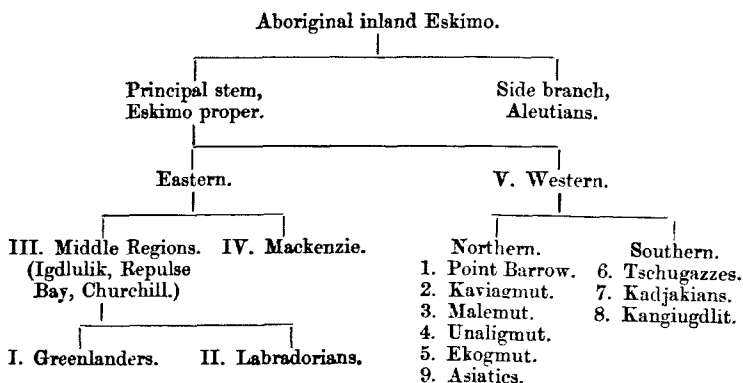 Aboriginal inland Eskimo.
Principal stem,
Eskimo proper.
Side branch,
Aleutians.
Eastern.
V. Western.
III. Middle Regions.
(Igdlulik, Repulse
Bay, Churchill.)
IV. Mackenzie.
I. Greenlanders.
II. Labradorians.
Northern.
1. Point Barrow.
2. Kaviagmut.
3. Malemut.
4. Unaligmut.
5. Ekogmut.
9. Asiatics.
Southern.
6. Tschugazzes.
7. Kadjakians.
8. Kangiugdlit.